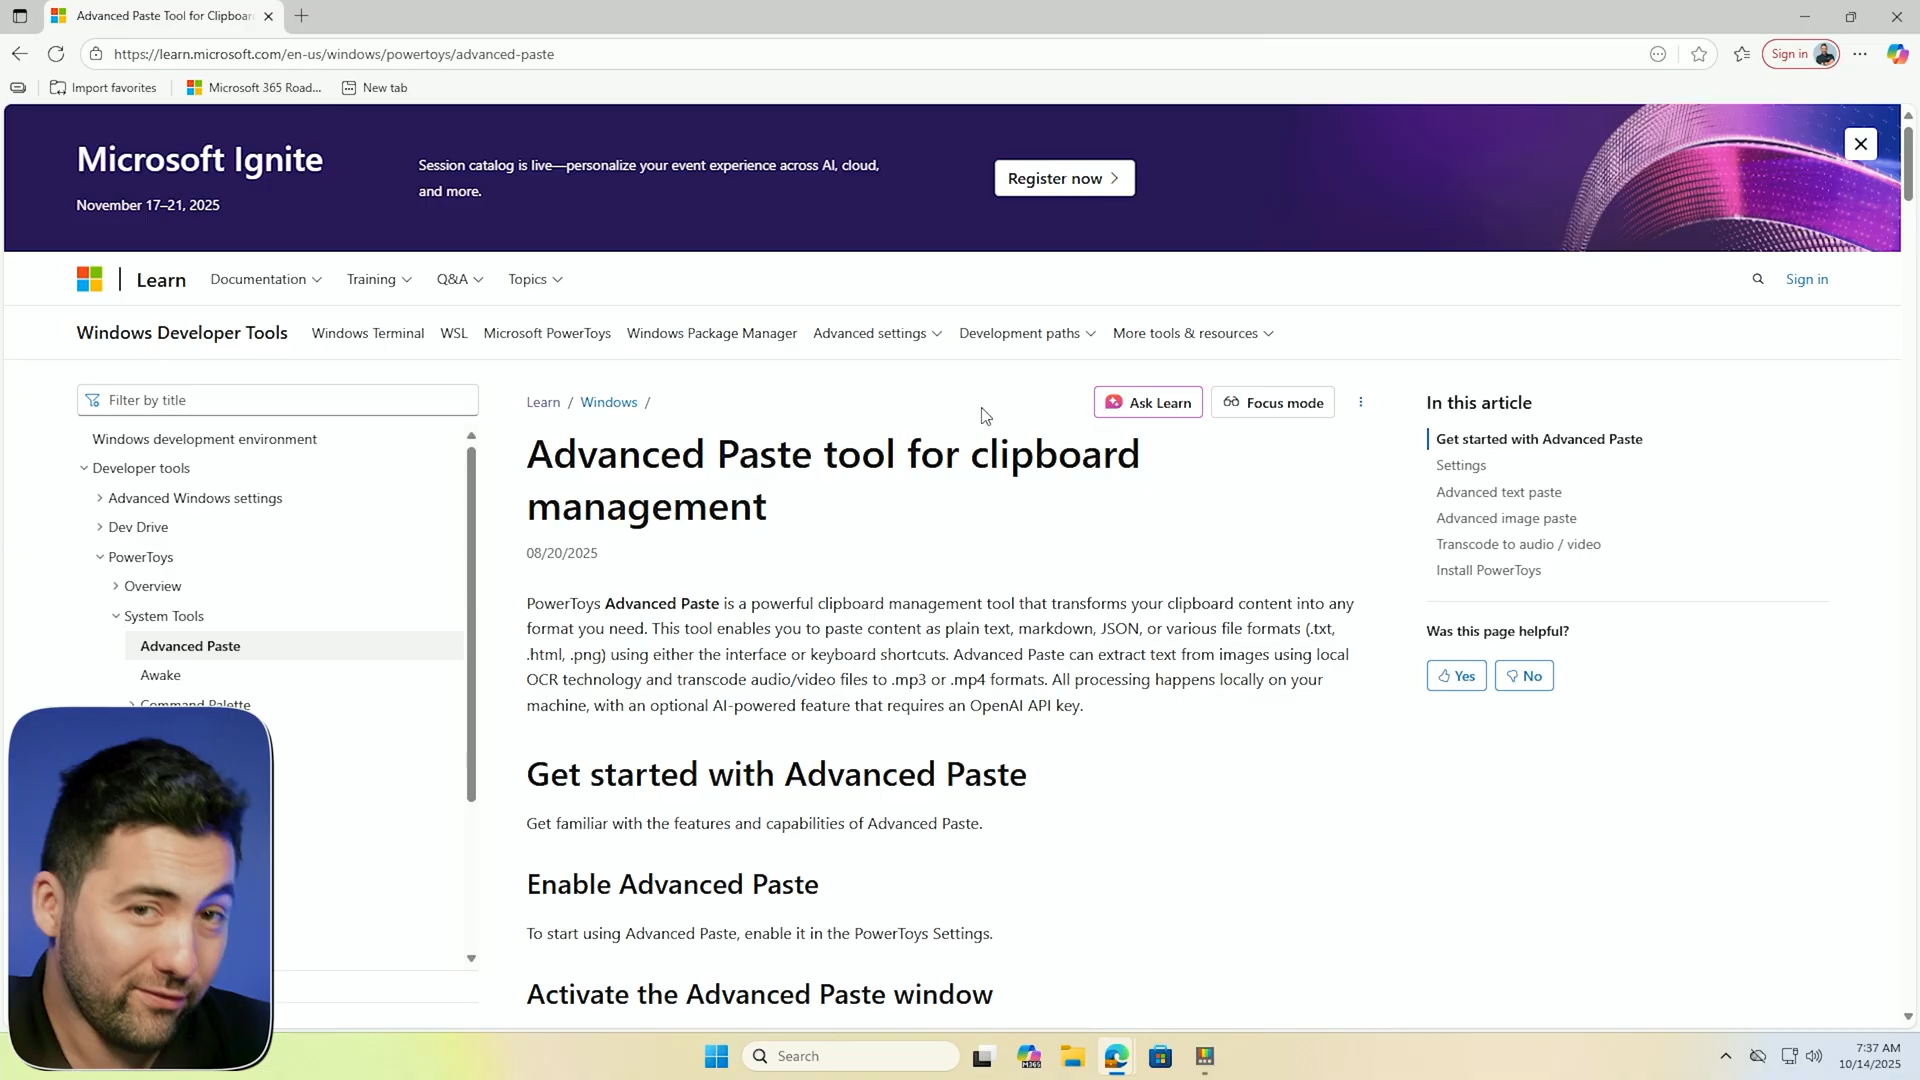 Advanced Paste Tool for Clipboar
https://learn.microsoft.com/en-us/windows/powertoys/advanced-paste
Sign in
Import favorites
Microsoft 365 Road...
New tab
Microsoft Ignite
November 17–21, 2025
Session catalog is live—personalize your event experience across AI, cloud,
and more.
Register now
Learn
Documentation
Training
Q&A
Topics
Sign in
Windows Developer Tools
Windows Terminal
WSL
Microsoft PowerToys
Windows Package Manager
Advanced settings
Development paths
More tools & resources
Filter by title
Windows development environment
Developer tools
Advanced Windows settings
Dev Drive
PowerToys
Overview
System Tools
Advanced Paste
Awake
Command Palette
Learn / Windows /
Ask Learn
Focus mode
Advanced Paste tool for clipboard
management
08/20/2025
PowerToys Advanced Paste is a powerful clipboard management tool that transforms your clipboard content into any
format you need. This tool enables you to paste content as plain text, markdown, JSON, or various file formats (.txt,
.html, .png) using either the interface or keyboard shortcuts. Advanced Paste can extract text from images using local
OCR technology and transcode audio/video files to .mp3 or .mp4 formats. All processing happens locally on your
machine, with an optional AI-powered feature that requires an OpenAI API key.
Get started with Advanced Paste
Get familiar with the features and capabilities of Advanced Paste.
Enable Advanced Paste
To start using Advanced Paste, enable it in the PowerToys Settings.
Activate the Advanced Paste window
In this article
Get started with Advanced Paste
Settings
Advanced text paste
Advanced image paste
Transcode to audio / video
Install PowerToys
Was this page helpful?
Yes
No
Search
M365
7:37 AM
10/14/2025